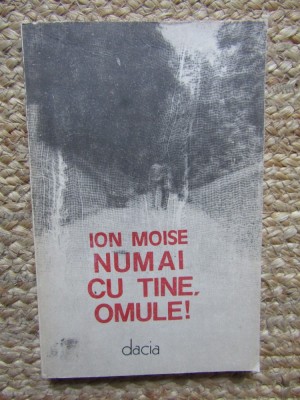 ION MOISE
NUMAI
CU TINE,
OMULE!
dacia